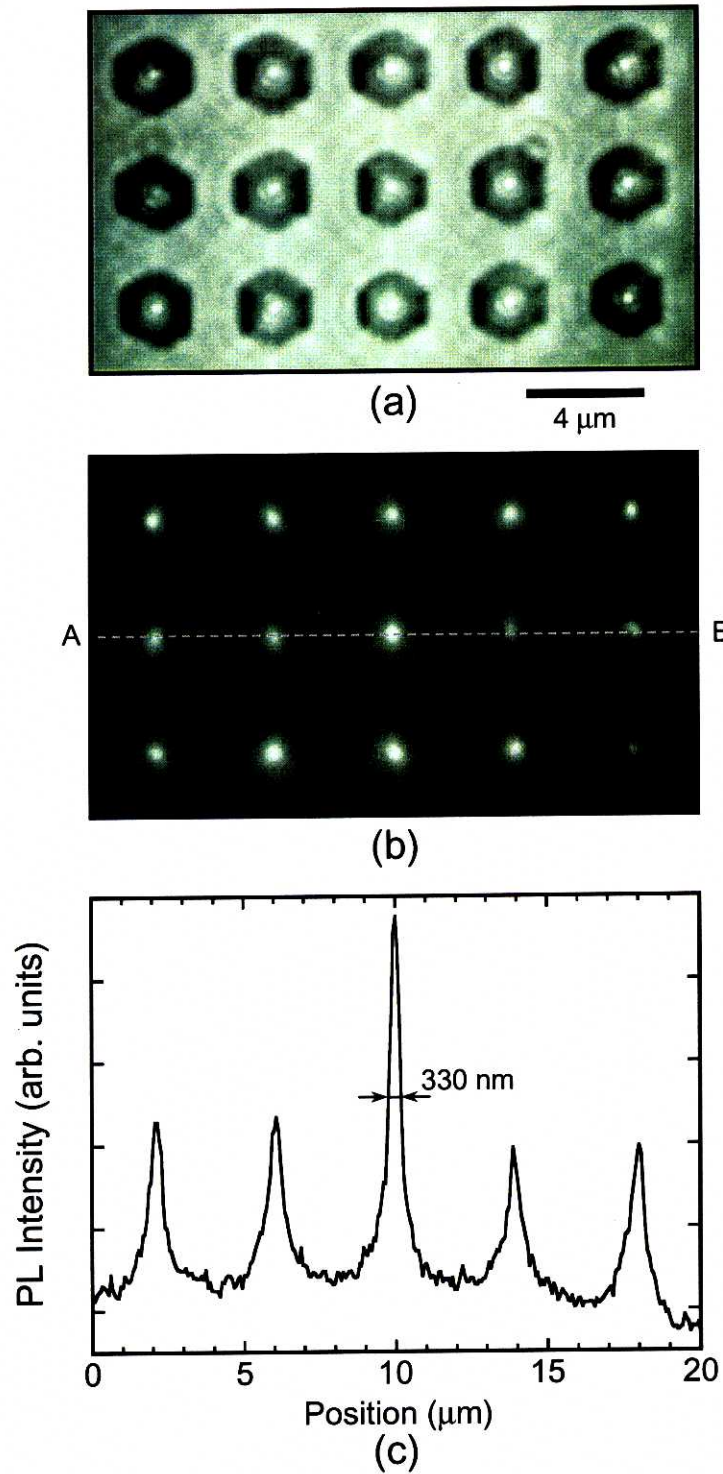 (a)
4 μm
A
(b)
PL Intensity (arb. units)
330 nm
0 5 10 15 20
Position (μm)
(c)